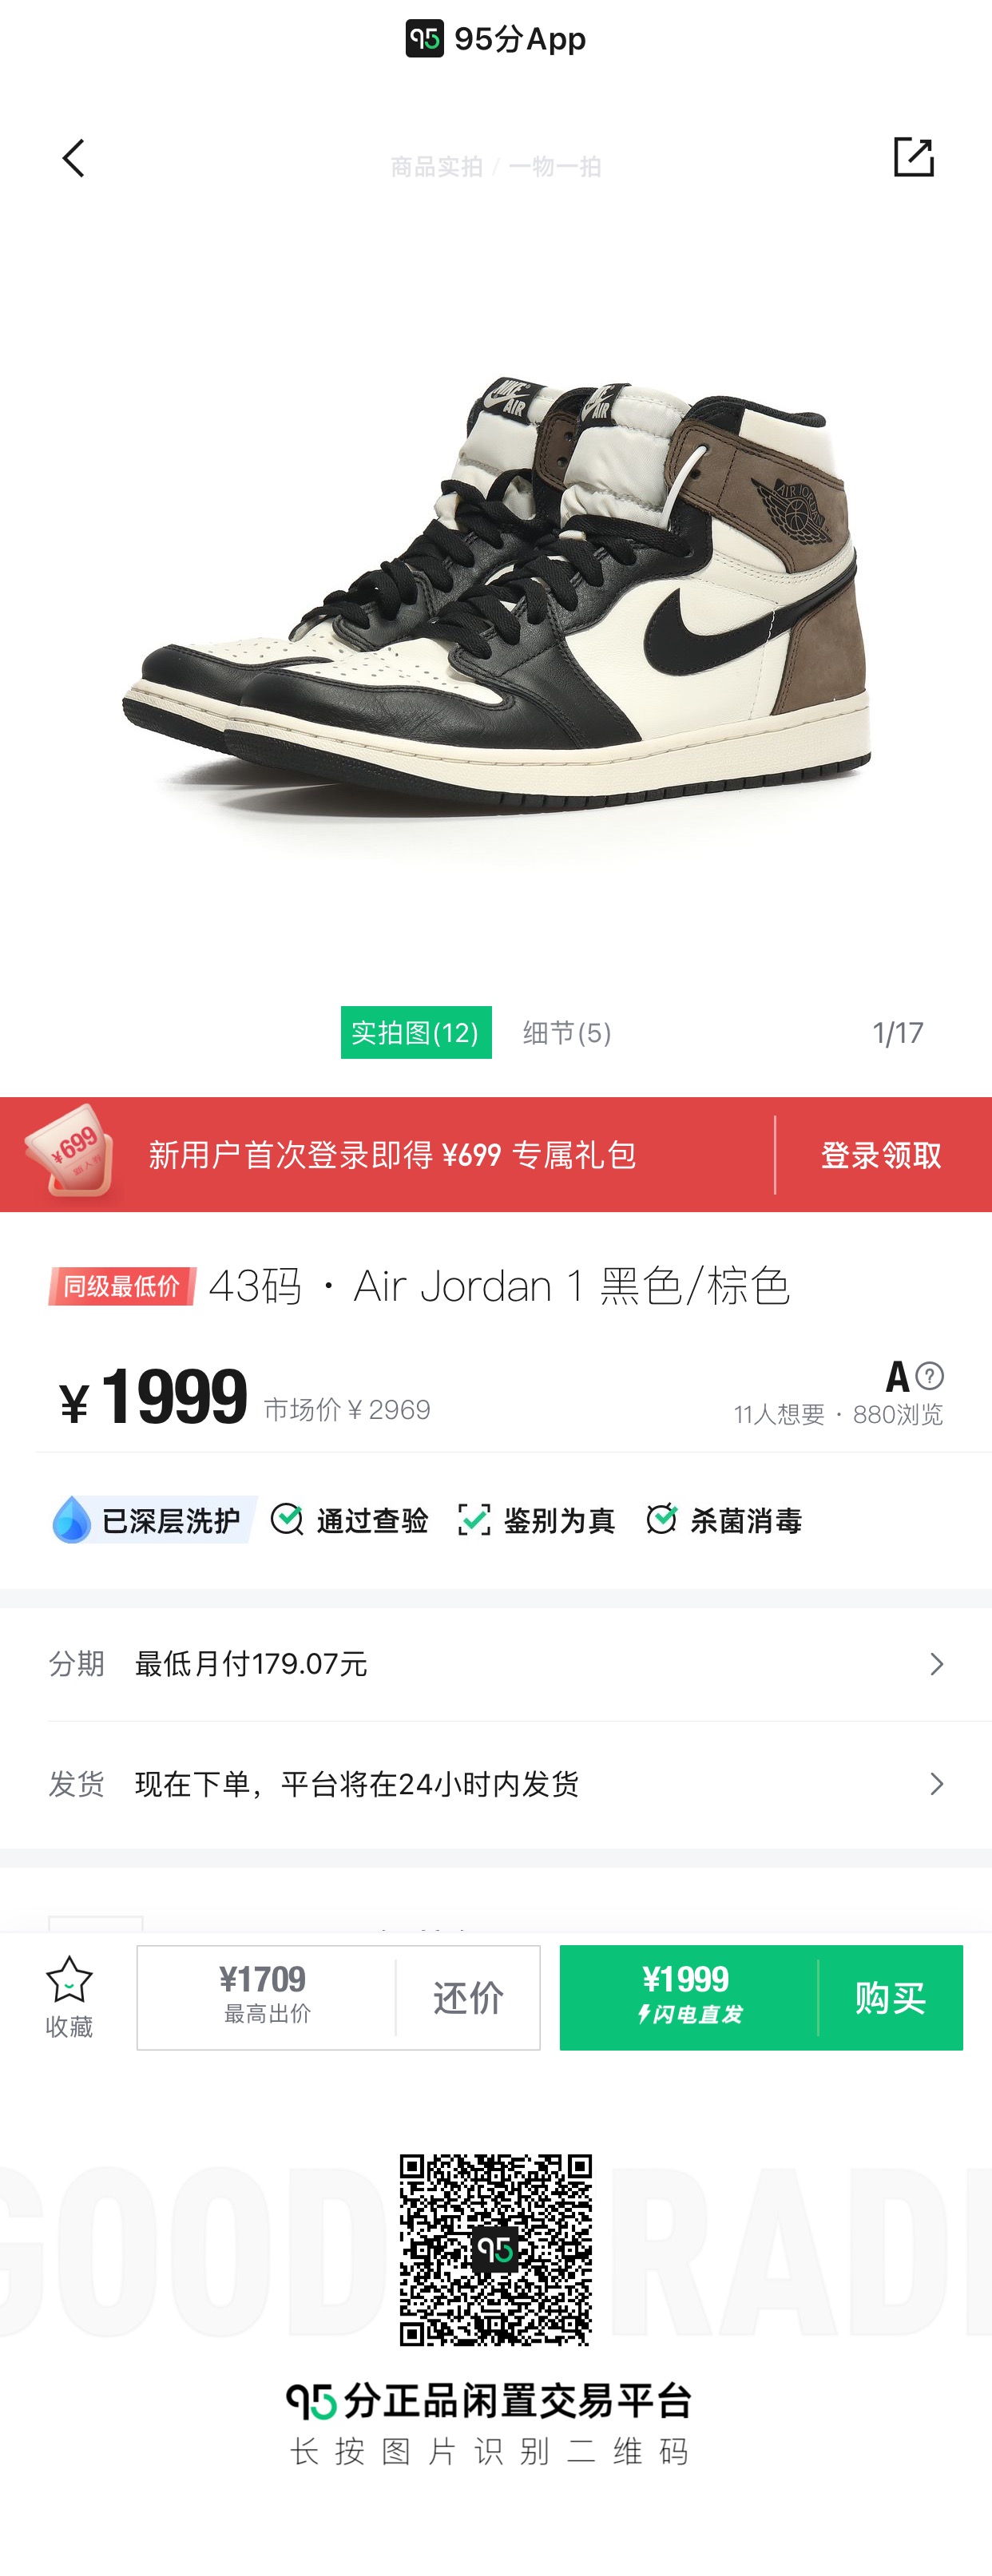 95 95分App
商品实拍 / 一物一拍
NIKE AIR
NIKE AIR
AIR JORDAN
实拍图(12) 细节(5) 1/17
¥699
新用户首次登录即得 ¥699 专属礼包 登录领取
同级最低价 43码 · Air Jordan 1 黑色/棕色
¥1999 市场价¥2969 A ?
11人想要 · 880浏览
已深层洗护 通过查验 鉴别为真 杀菌消毒
分期 最低月付179.07元
发货 现在下单，平台将在24小时内发货
收藏
¥1709
最高出价
还价
¥1999
闪电直发
购买
GOOD RAD
95
95分正品闲置交易平台
长按图片识别二维码